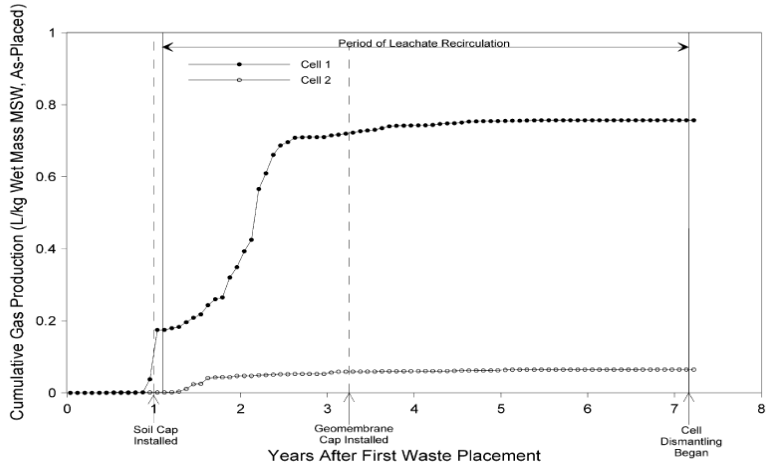 1
Period of Leachate Recirculation
Cell 1
Cell 2
0.8
0.6
0.4
0.2
0
Cumulative Gas Production (L/kg Wet Mass MSW, As-Placed)
0 1 2 3 4 5 6 7 8
Soil Cap
Installed
Geomembrane
Cap Installed
Cell
Dismantling
Began
Years After First Waste Placement